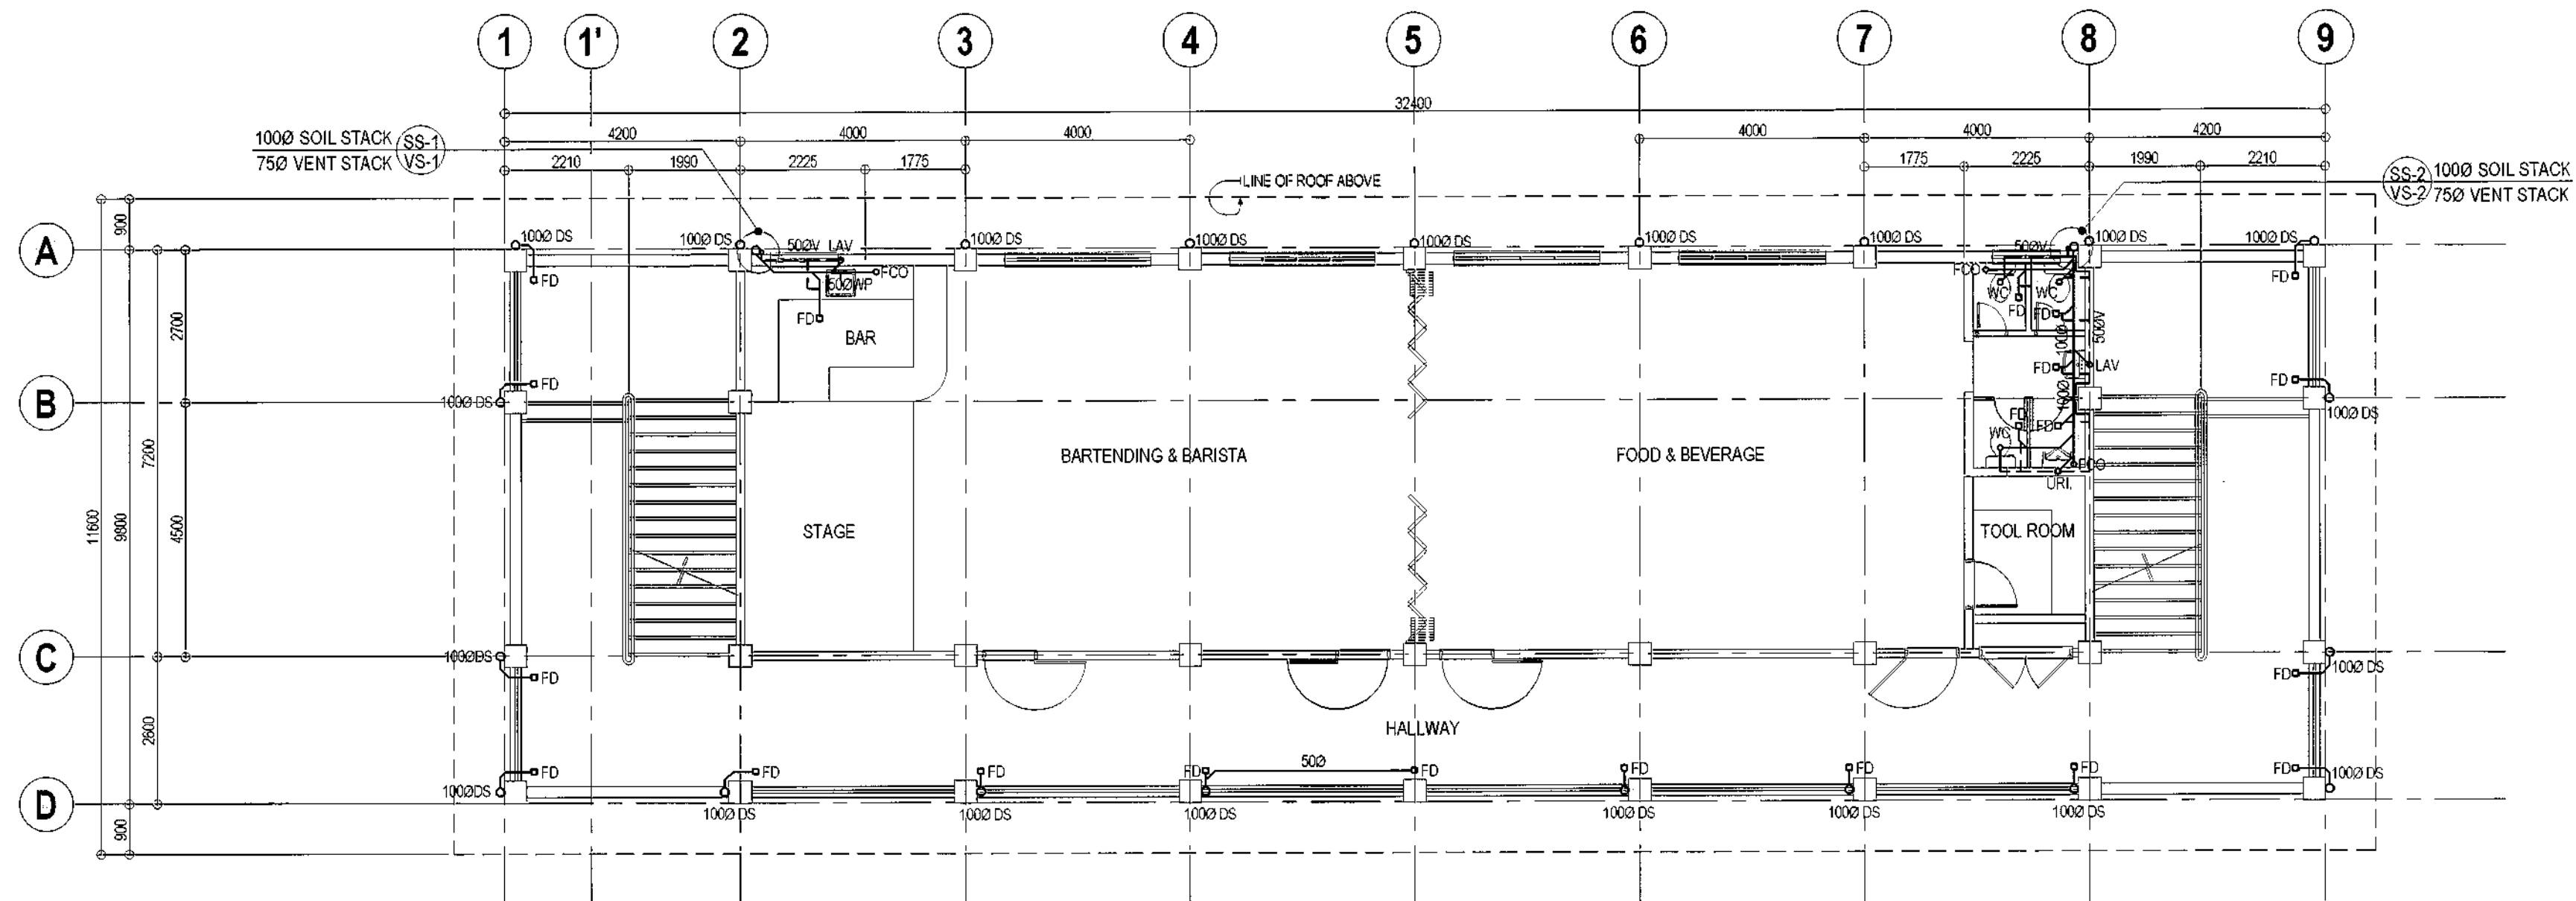 1 1' 2 3 4 5 6 7 8 9
32400
4200 4000 4000 4000 4000 4200
2210 1990 2225 1775 1775 2225 1990 2210
100Ø SOIL STACK SS-1
75Ø VENT STACK VS-1
SS-2 100Ø SOIL STACK
VS-2 75Ø VENT STACK
LINE OF ROOF ABOVE
900
A
100Ø DS 100Ø DS 50ØV LAV 100Ø DS 100Ø DS 100Ø DS 100Ø DS 100Ø DS 50ØV 100Ø DS 100Ø DS
FD FCO FCO FD
50ØWP
WC WC
FD FD
FD
2700
BAR
100Ø 50ØV
FD LAV
FD FD
B
100Ø DS 100Ø 100Ø DS
FD FD
WC
BARTENDING & BARISTA FOOD & BEVERAGE
FCO
URI.
11600 9800 7200 4500
STAGE TOOL ROOM
C
100Ø DS 100Ø DS
FD FD
2600
HALLWAY
FD FD FD FD 50Ø FD FD FD FD FD
100Ø DS 100Ø DS
D
100Ø DS 100Ø DS 100Ø DS 100Ø DS 100Ø DS 100Ø DS
900